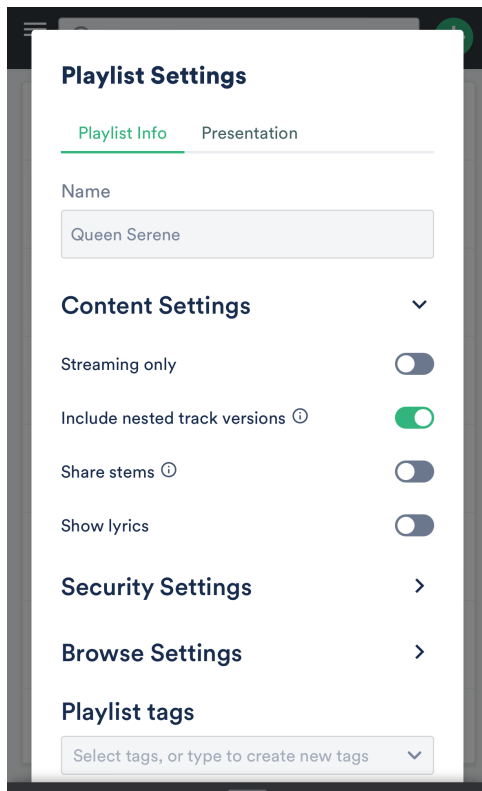 Playlist Settings
Playlist Info
Presentation
Name
Queen Serene
Content Settings
Streaming only
Include nested track versions
Share stems
Show lyrics
Security Settings
Browse Settings
Playlist tags
Select tags, or type to create new tags